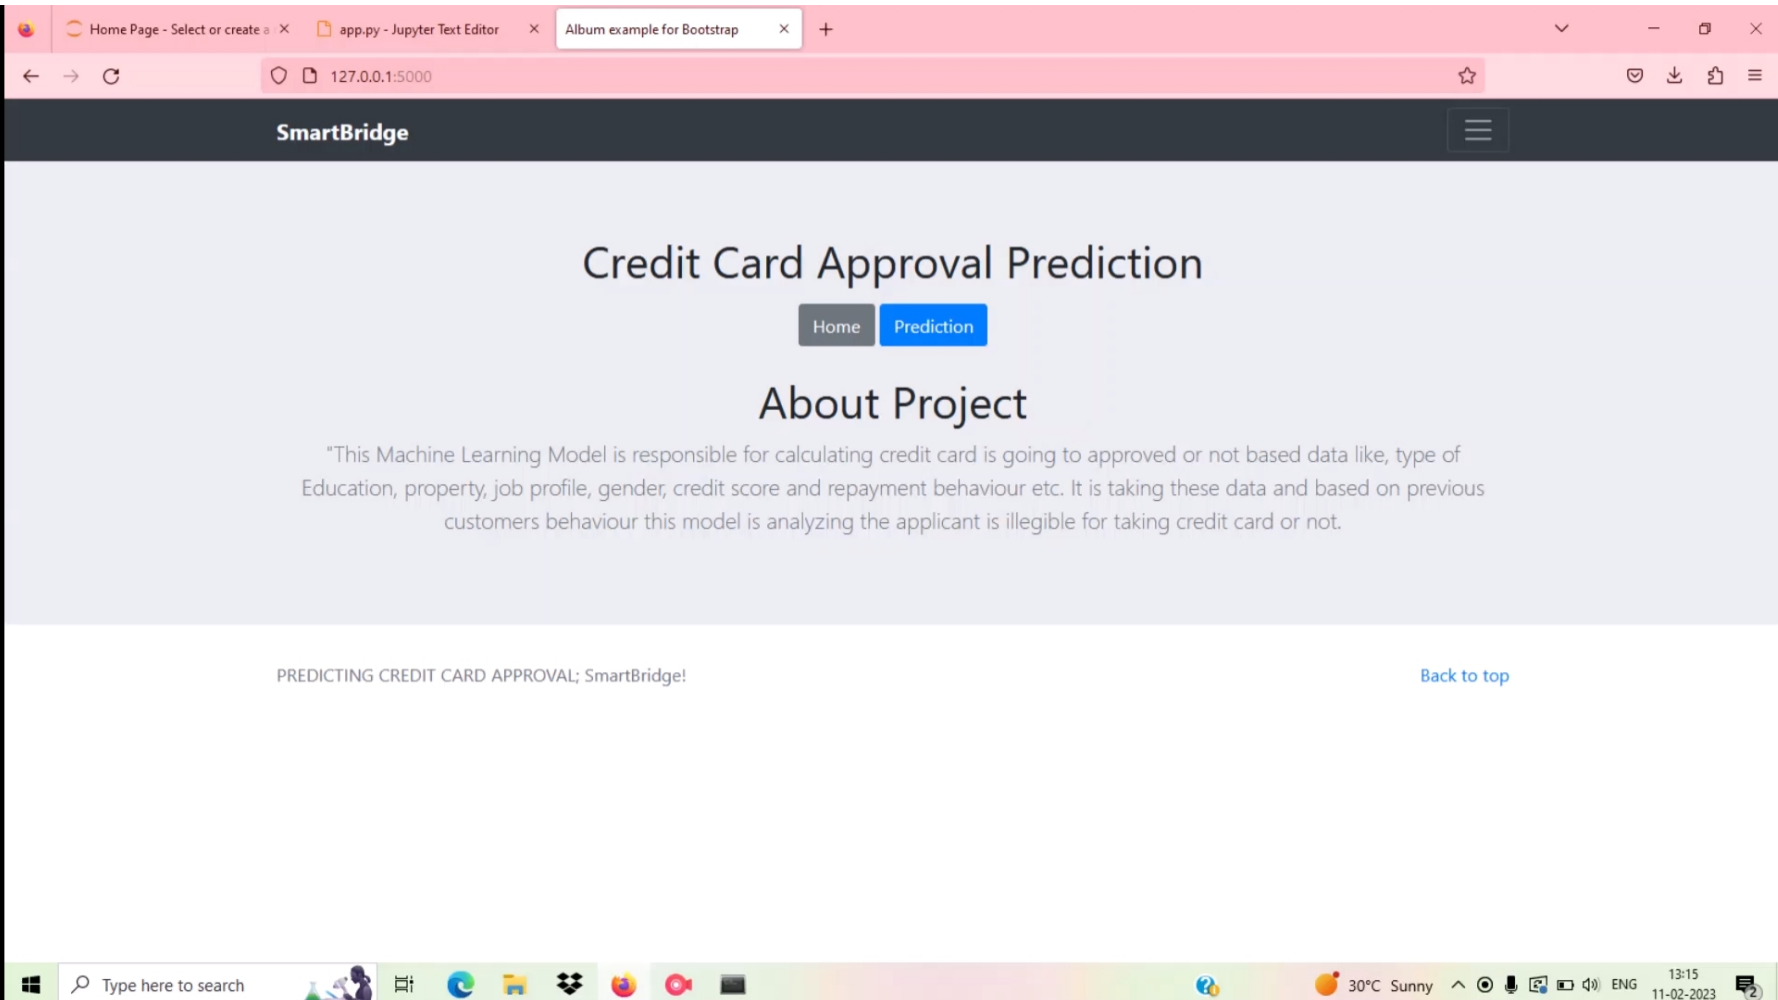 Home Page - Select or create a
app.py - Jupyter Text Editor
Album example for Bootstrap
127.0.0.1:5000
SmartBridge
Credit Card Approval Prediction
Home Prediction
About Project
"This Machine Learning Model is responsible for calculating credit card is going to approved or not based data like, type of
Education, property, job profile, gender, credit score and repayment behaviour etc. It is taking these data and based on previous
customers behaviour this model is analyzing the applicant is illegible for taking credit card or not.
PREDICTING CREDIT CARD APPROVAL; SmartBridge!
Back to top
Type here to search
30°C Sunny
ENG
13:15
11-02-2023
2